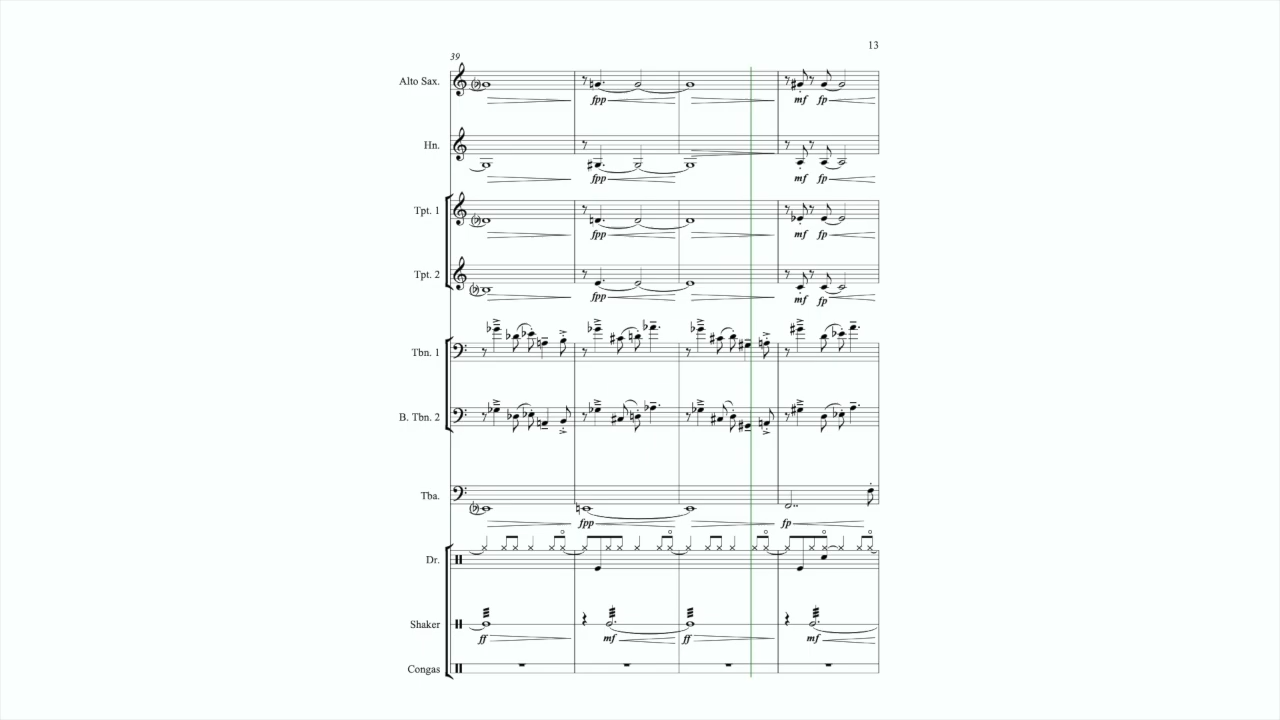 13
39
Alto Sax.
fpp mf fp
Hn.
fpp mf fp
Tpt. 1
fpp mf fp
Tpt. 2
fpp mf fp
Tbn. 1
B. Tbn. 2
Tba.
fpp fp
Dr.
Shaker
ff mf ff mf
Congas